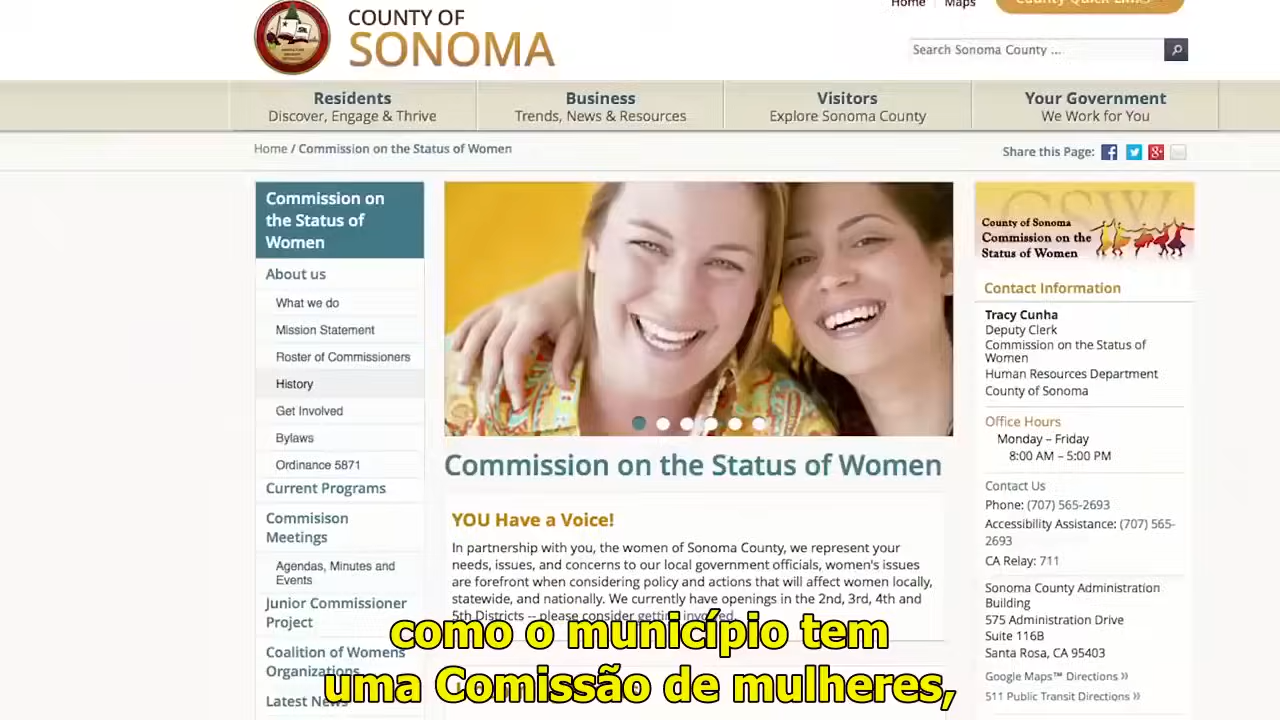 COUNTY OF
SONOMA
Home
Maps
County Quick Links
Search Sonoma County ...
Residents
Discover, Engage & Thrive
Business
Trends, News & Resources
Visitors
Explore Sonoma County
Your Government
We Work for You
Home / Commission on the Status of Women
Share this Page:
Commission on
the Status of
Women
About us
What we do
Mission Statement
Roster of Commissioners
History
Get Involved
Bylaws
Ordinance 5871
Current Programs
Commisison
Meetings
Agendas, Minutes and
Events
Junior Commissioner
Project
Coalition of Womens
Organizations
Latest News
Commission on the Status of Women
YOU Have a Voice!
In partnership with you, the women of Sonoma County, we represent your
needs, issues, and concerns to our local government officials, women's issues
are forefront when considering policy and actions that will affect women locally,
statewide, and nationally. We currently have openings in the 2nd, 3rd, 4th and
5th Districts -- please consider getting involved.
CSW
County of Sonoma
Commission on the
Status of Women
Contact Information
Tracy Cunha
Deputy Clerk
Commission on the Status of
Women
Human Resources Department
County of Sonoma
Office Hours
Monday – Friday
8:00 AM – 5:00 PM
Contact Us
Phone: (707) 565-2693
Accessibility Assistance: (707) 565-
2693
CA Relay: 711
Sonoma County Administration
Building
575 Administration Drive
Suite 116B
Santa Rosa, CA 95403
Google Maps™ Directions »
511 Public Transit Directions »
como o município tem
uma Comissão de mulheres,